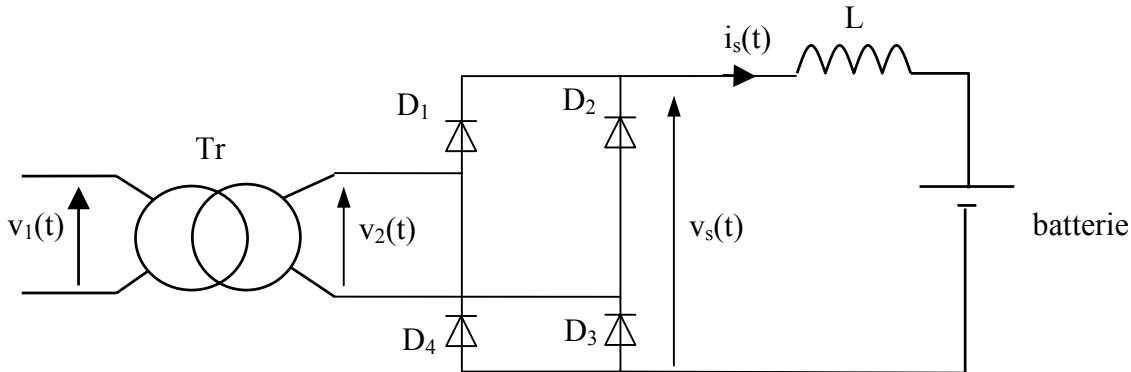 L
i_s(t)
D_1
D_2
Tr
v_1(t)
v_2(t)
v_s(t)
batterie
D_4
D_3